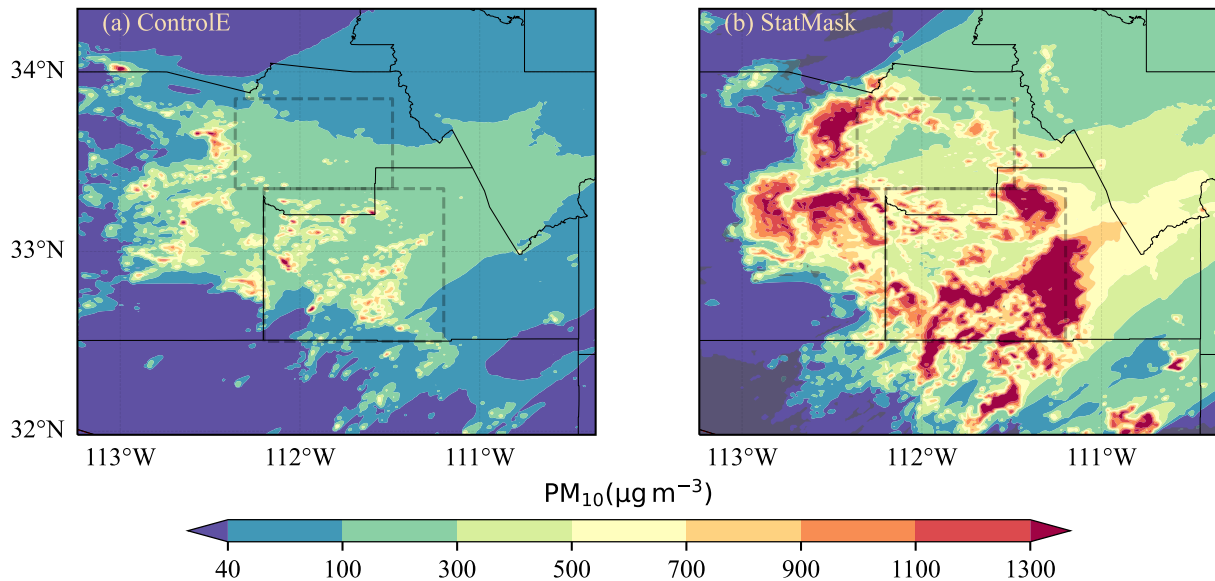 (a) ControlE
(b) StatMask
34°N
33°N
32°N
113°W 112°W 111°W
113°W 112°W 111°W
PM₁₀(µg m⁻³)
40 100 300 500 700 900 1100 1300